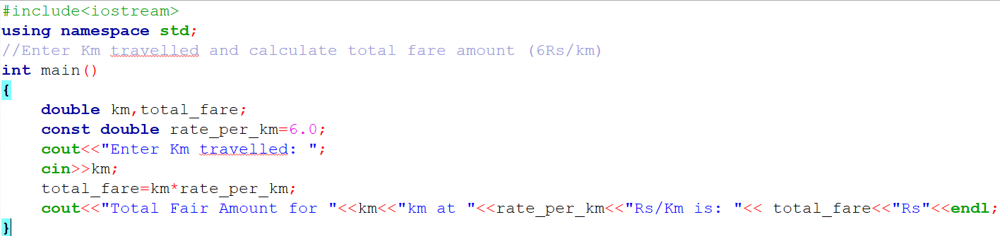 #include<iostream>
using namespace std;
//Enter Km travelled and calculate total fare amount (6Rs/km)
int main()
{
    double km,total_fare;
    const double rate_per_km=6.0;
    cout<<"Enter Km travelled: ";
    cin>>km;
    total_fare=km*rate_per_km;
    cout<<"Total Fair Amount for "<<km<<"km at "<<rate_per_km<<"Rs/Km is: "<< total_fare<<"Rs"<<endl;
}